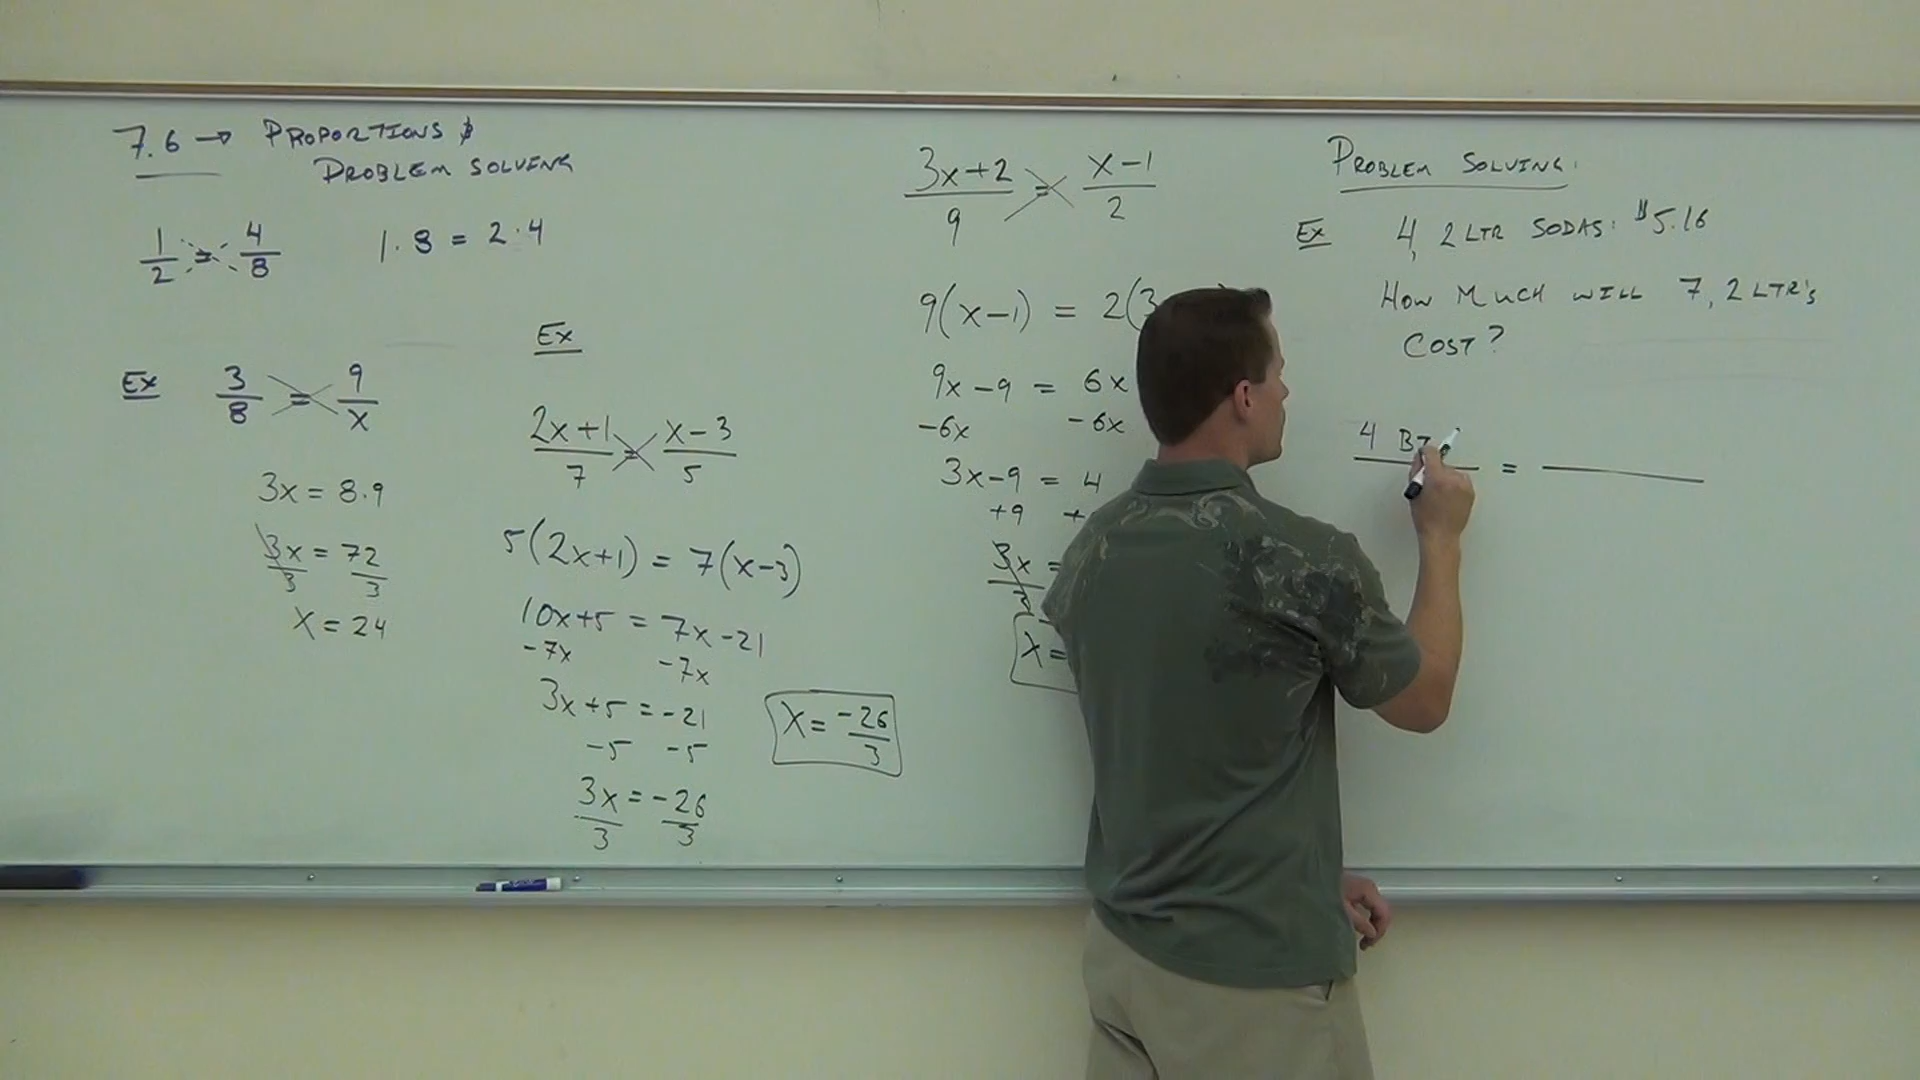 7.6 → PROPORTIONS &
PROBLEM SOLVING
1/2 = 4/8
1·8 = 2·4
Ex
3/8 = 9/x
3x = 8·9
3x/3 = 72/3
x = 24
Ex
2x+1/7 = x-3/5
5(2x+1) = 7(x-3)
10x+5 = 7x-21
-7x -7x
3x+5 = -21
-5 -5
3x/3 = -26/3
x = -26/3
3x+2/9 = x-1/2
9(x-1) = 2(3
9x-9 = 6x
-6x -6x
3x-9 = 4
+9 +
3x/3 =
x =
PROBLEM SOLVING:
Ex 4, 2 LTR SODAS: $5.16
HOW MUCH WILL 7, 2 LTR's
COST?
4 BT
=